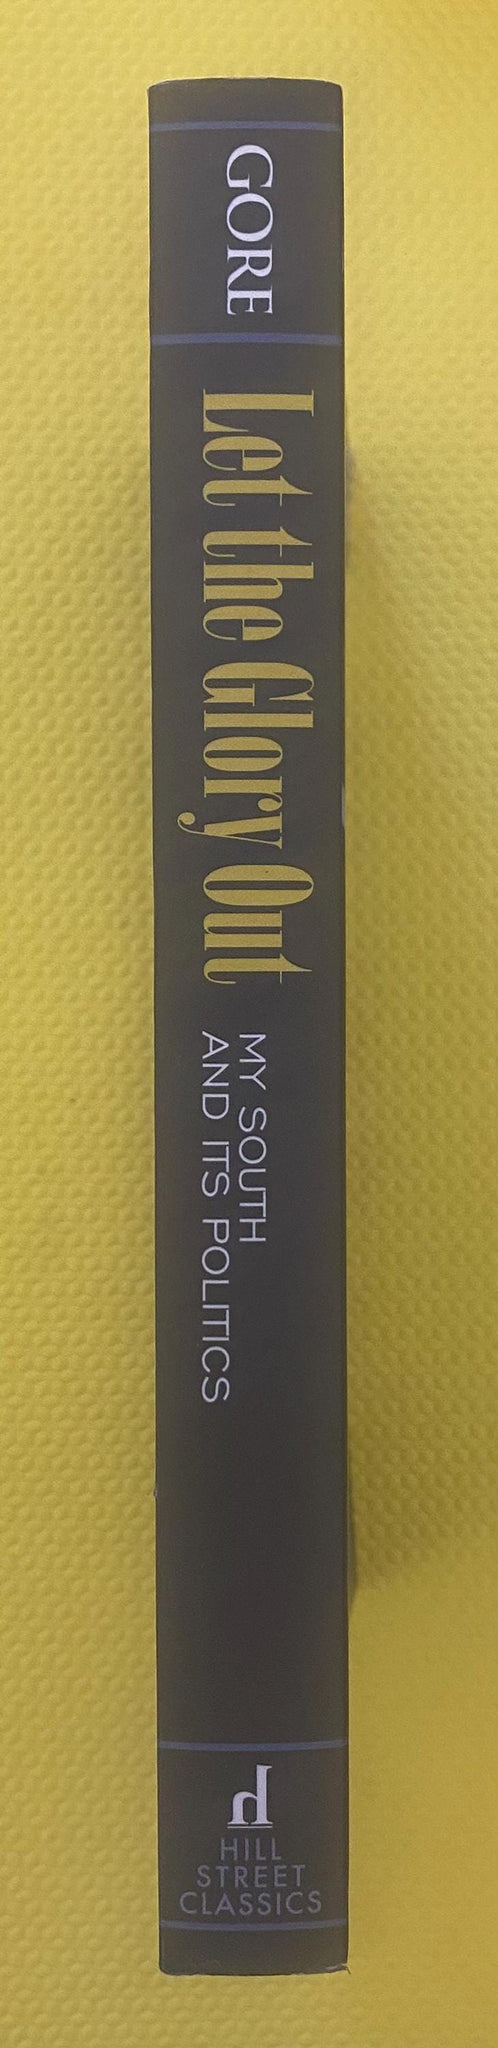 GORE
Let the Glory Out
MY SOUTH
AND ITS POLITICS
HILL
STREET
CLASSICS